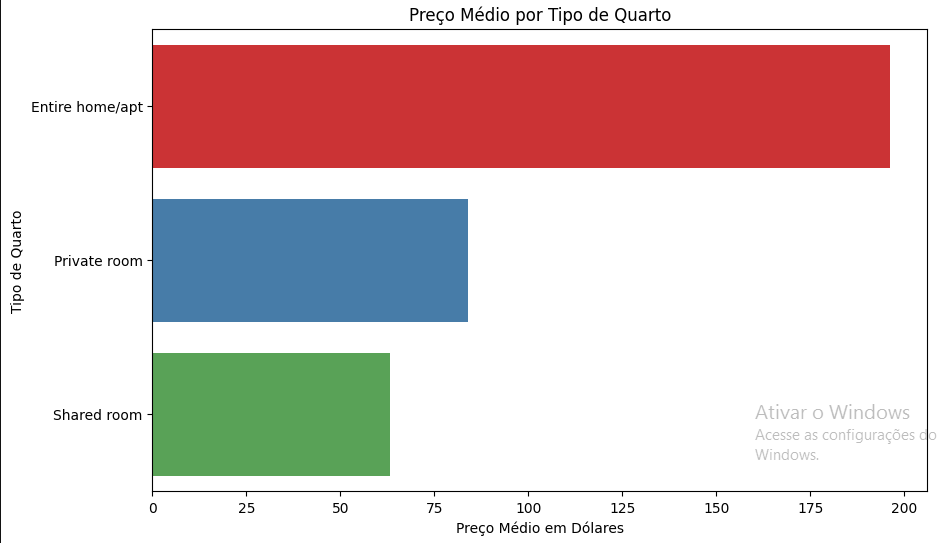 Preço Médio por Tipo de Quarto
Tipo de Quarto
Entire home/apt
Private room
Shared room
Ativar o Windows
Acesse as configurações do
Windows.
0 25 50 75 100 125 150 175 200
Preço Médio em Dólares